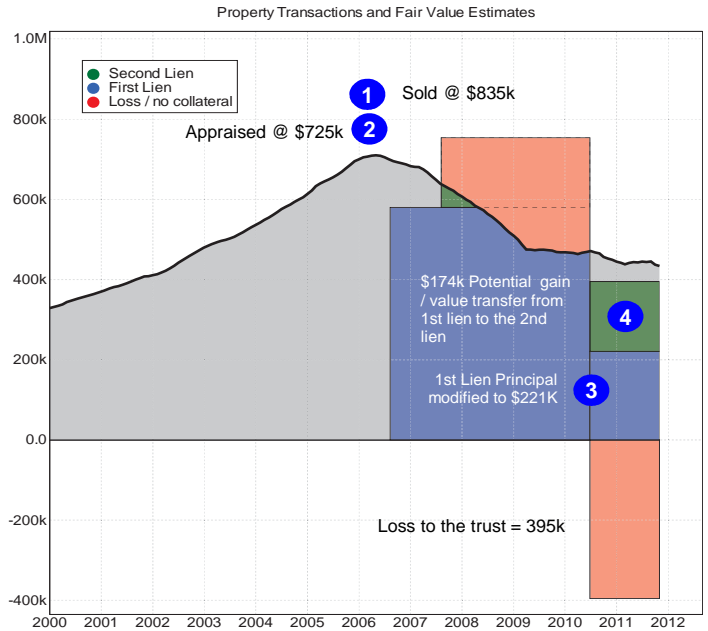 Property Transactions and Fair Value Estimates
1.0M
800k
600k
400k
200k
0.0
-200k
-400k
Second Lien
First Lien
Loss / no collateral
1
Sold @ $835k
Appraised @ $725k
2
$174k Potential gain
/ value transfer from
1st lien to the 2nd
lien
4
1st Lien Principal
modified to $221K
3
Loss to the trust = 395k
2000 2001 2002 2003 2004 2005 2006 2007 2008 2009 2010 2011 2012